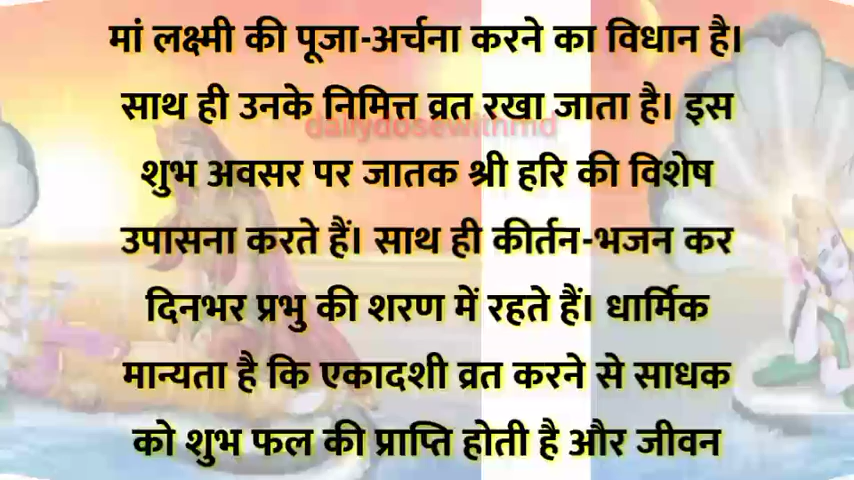 मां लक्ष्मी की पूजा-अर्चना करने का विधान है।
साथ ही उनके निमित्त व्रत रखा जाता है। इस
dailydosewithmd
शुभ अवसर पर जातक श्री हरि की विशेष
उपासना करते हैं। साथ ही कीर्तन-भजन कर
दिनभर प्रभु की शरण में रहते हैं। धार्मिक
मान्यता है कि एकादशी व्रत करने से साधक
को शुभ फल की प्राप्ति होती है और जीवन